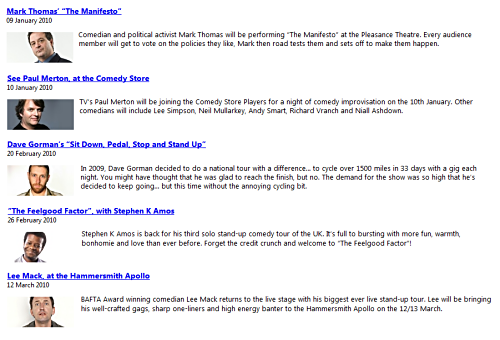 Mark Thomas' "The Manifesto"
09 January 2010
Comedian and political activist Mark Thomas will be performing "The Manifesto" at the Pleasance Theatre. Every audience
member will get to vote on the policies they like, Mark then road tests them and sets off to make them happen.
See Paul Merton, at the Comedy Store
10 January 2010
TV's Paul Merton will be joining the Comedy Store Players for a night of comedy improvisation on the 10th January. Other
comedians will include Lee Simpson, Neil Mullarkey, Andy Smart, Richard Vranch and Niall Ashdown.
Dave Gorman's "Sit Down, Pedal, Stop and Stand Up"
20 February 2010
In 2009, Dave Gorman decided to do a national tour with a difference... to cycle over 1500 miles in 33 days with a gig each
night. You might have thought that he was glad to reach the finish, but no. The demand for the show was so high that he's
decided to keep going... but this time without the annoying cycling bit.
"The Feelgood Factor", with Stephen K Amos
26 February 2010
Stephen K Amos is back for his third solo stand-up comedy tour of the UK. It's full to bursting with more fun, warmth,
bonhomie and love than ever before. Forget the credit crunch and welcome to "The Feelgood Factor"!
Lee Mack, at the Hammersmith Apollo
12 March 2010
BAFTA Award winning comedian Lee Mack returns to the live stage with his biggest ever live stand-up tour. Lee will be bringing
his well-crafted gags, sharp one-liners and high energy banter to the Hammersmith Apollo on the 12/13 March.